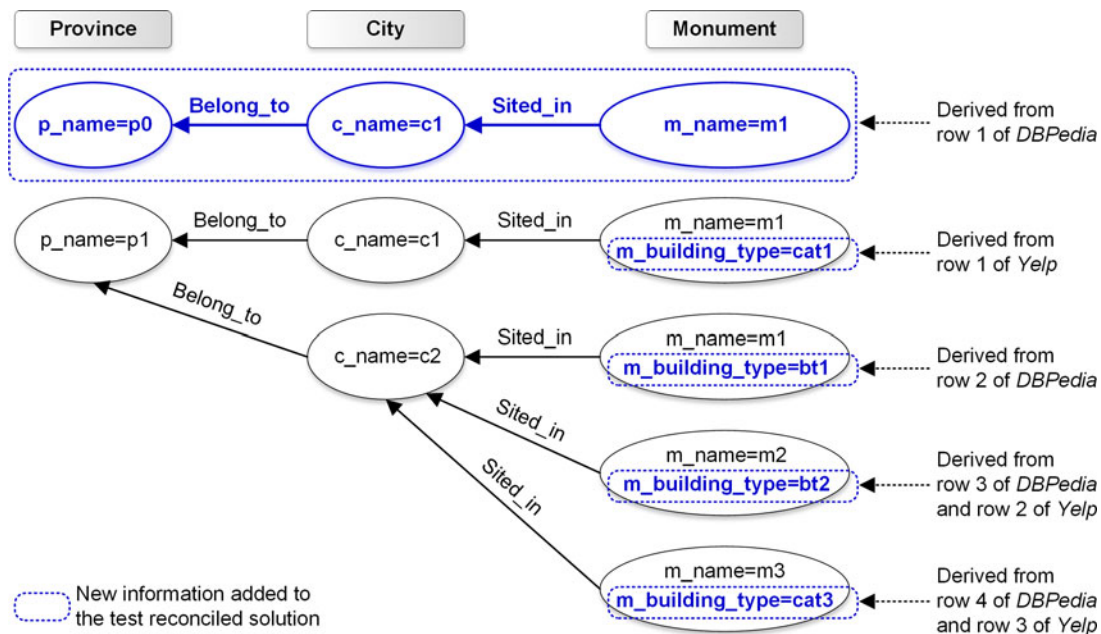 Province
City
Monument
p_name=p0
Belong_to
c_name=c1
Sited_in
m_name=m1
Derived from
row 1 of DBPedia
p_name=p1
Belong_to
c_name=c1
Sited_in
m_name=m1
m_building_type=cat1
Derived from
row 1 of Yelp
Belong_to
c_name=c2
Sited_in
m_name=m1
m_building_type=bt1
Derived from
row 2 of DBPedia
Sited_in
m_name=m2
m_building_type=bt2
Derived from
row 3 of DBPedia
and row 2 of Yelp
Sited_in
m_name=m3
m_building_type=cat3
Derived from
row 4 of DBPedia
and row 3 of Yelp
New information added to
the test reconciled solution